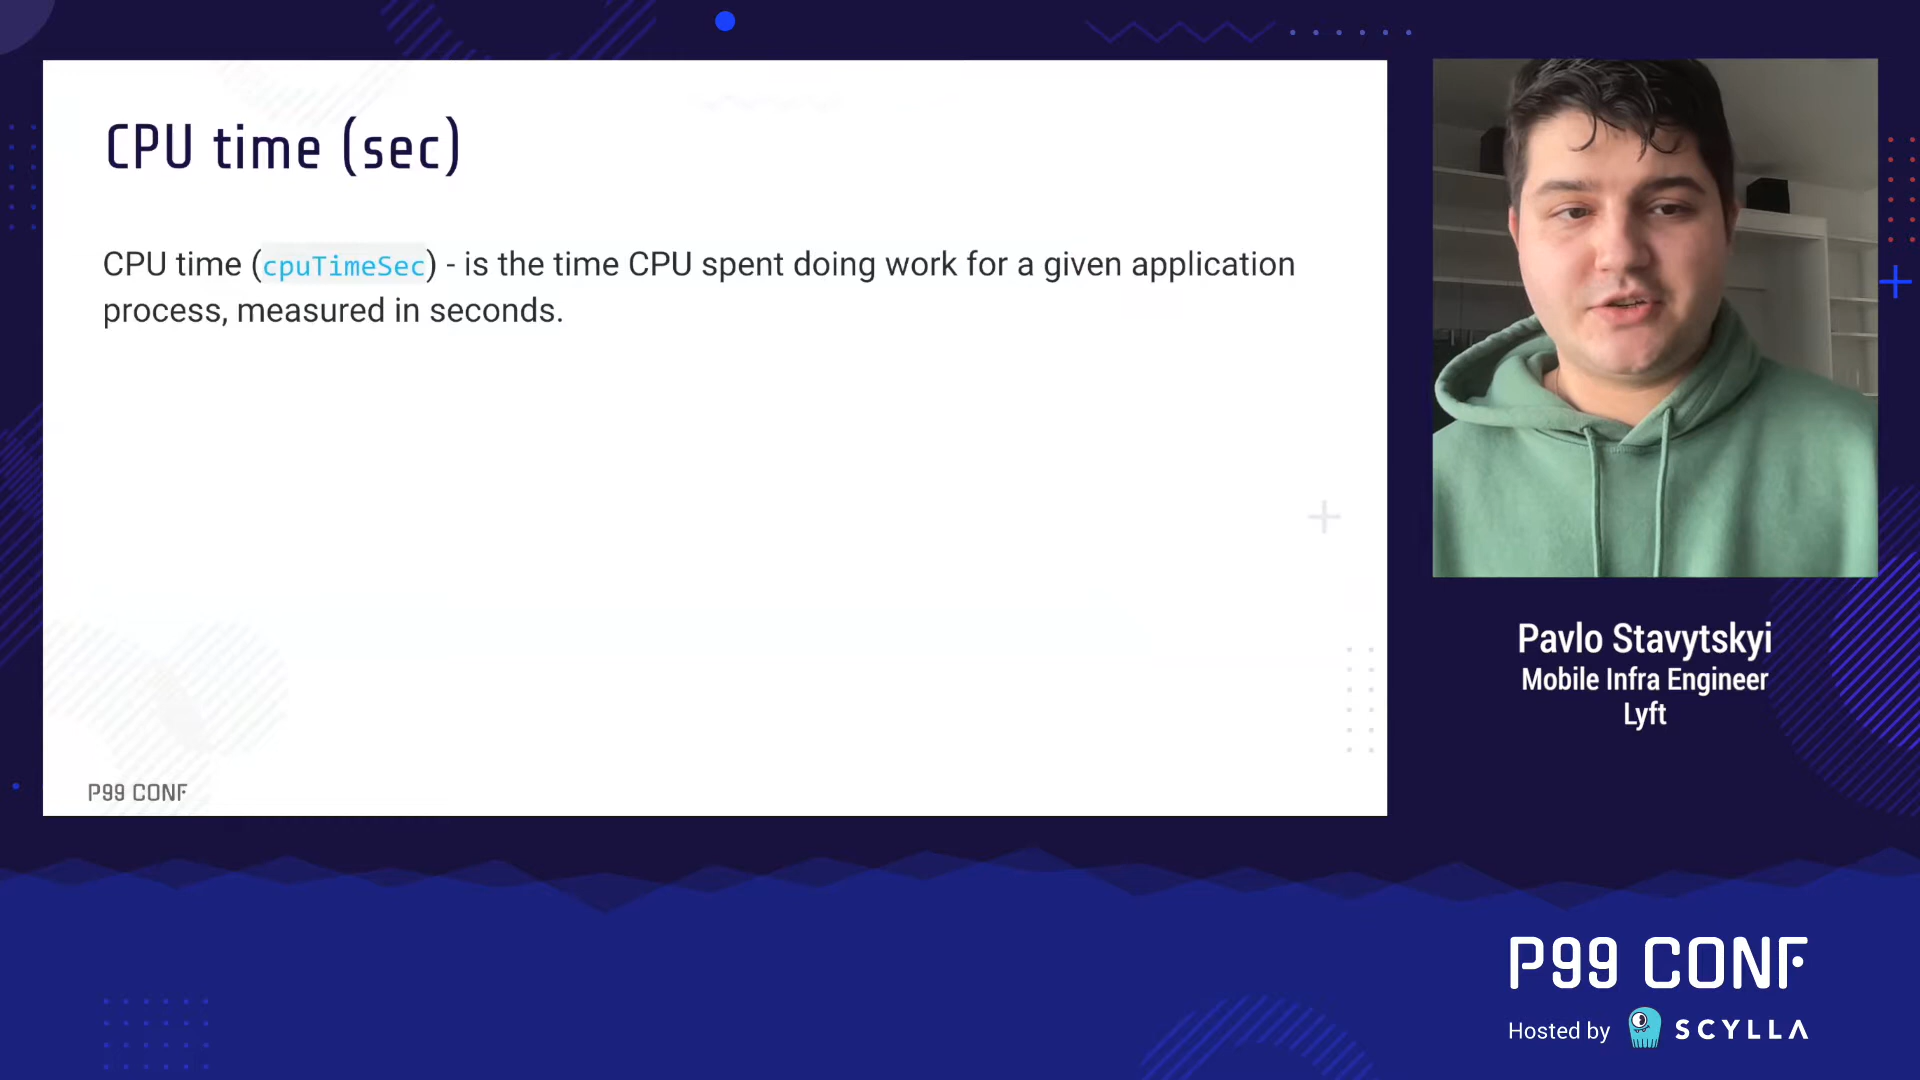 CPU time (sec)
CPU time (cpuTimeSec) - is the time CPU spent doing work for a given application
process, measured in seconds.
P99 CONF
Pavlo Stavytskyi
Mobile Infra Engineer
Lyft
P99 CONF
Hosted by SCYLLA